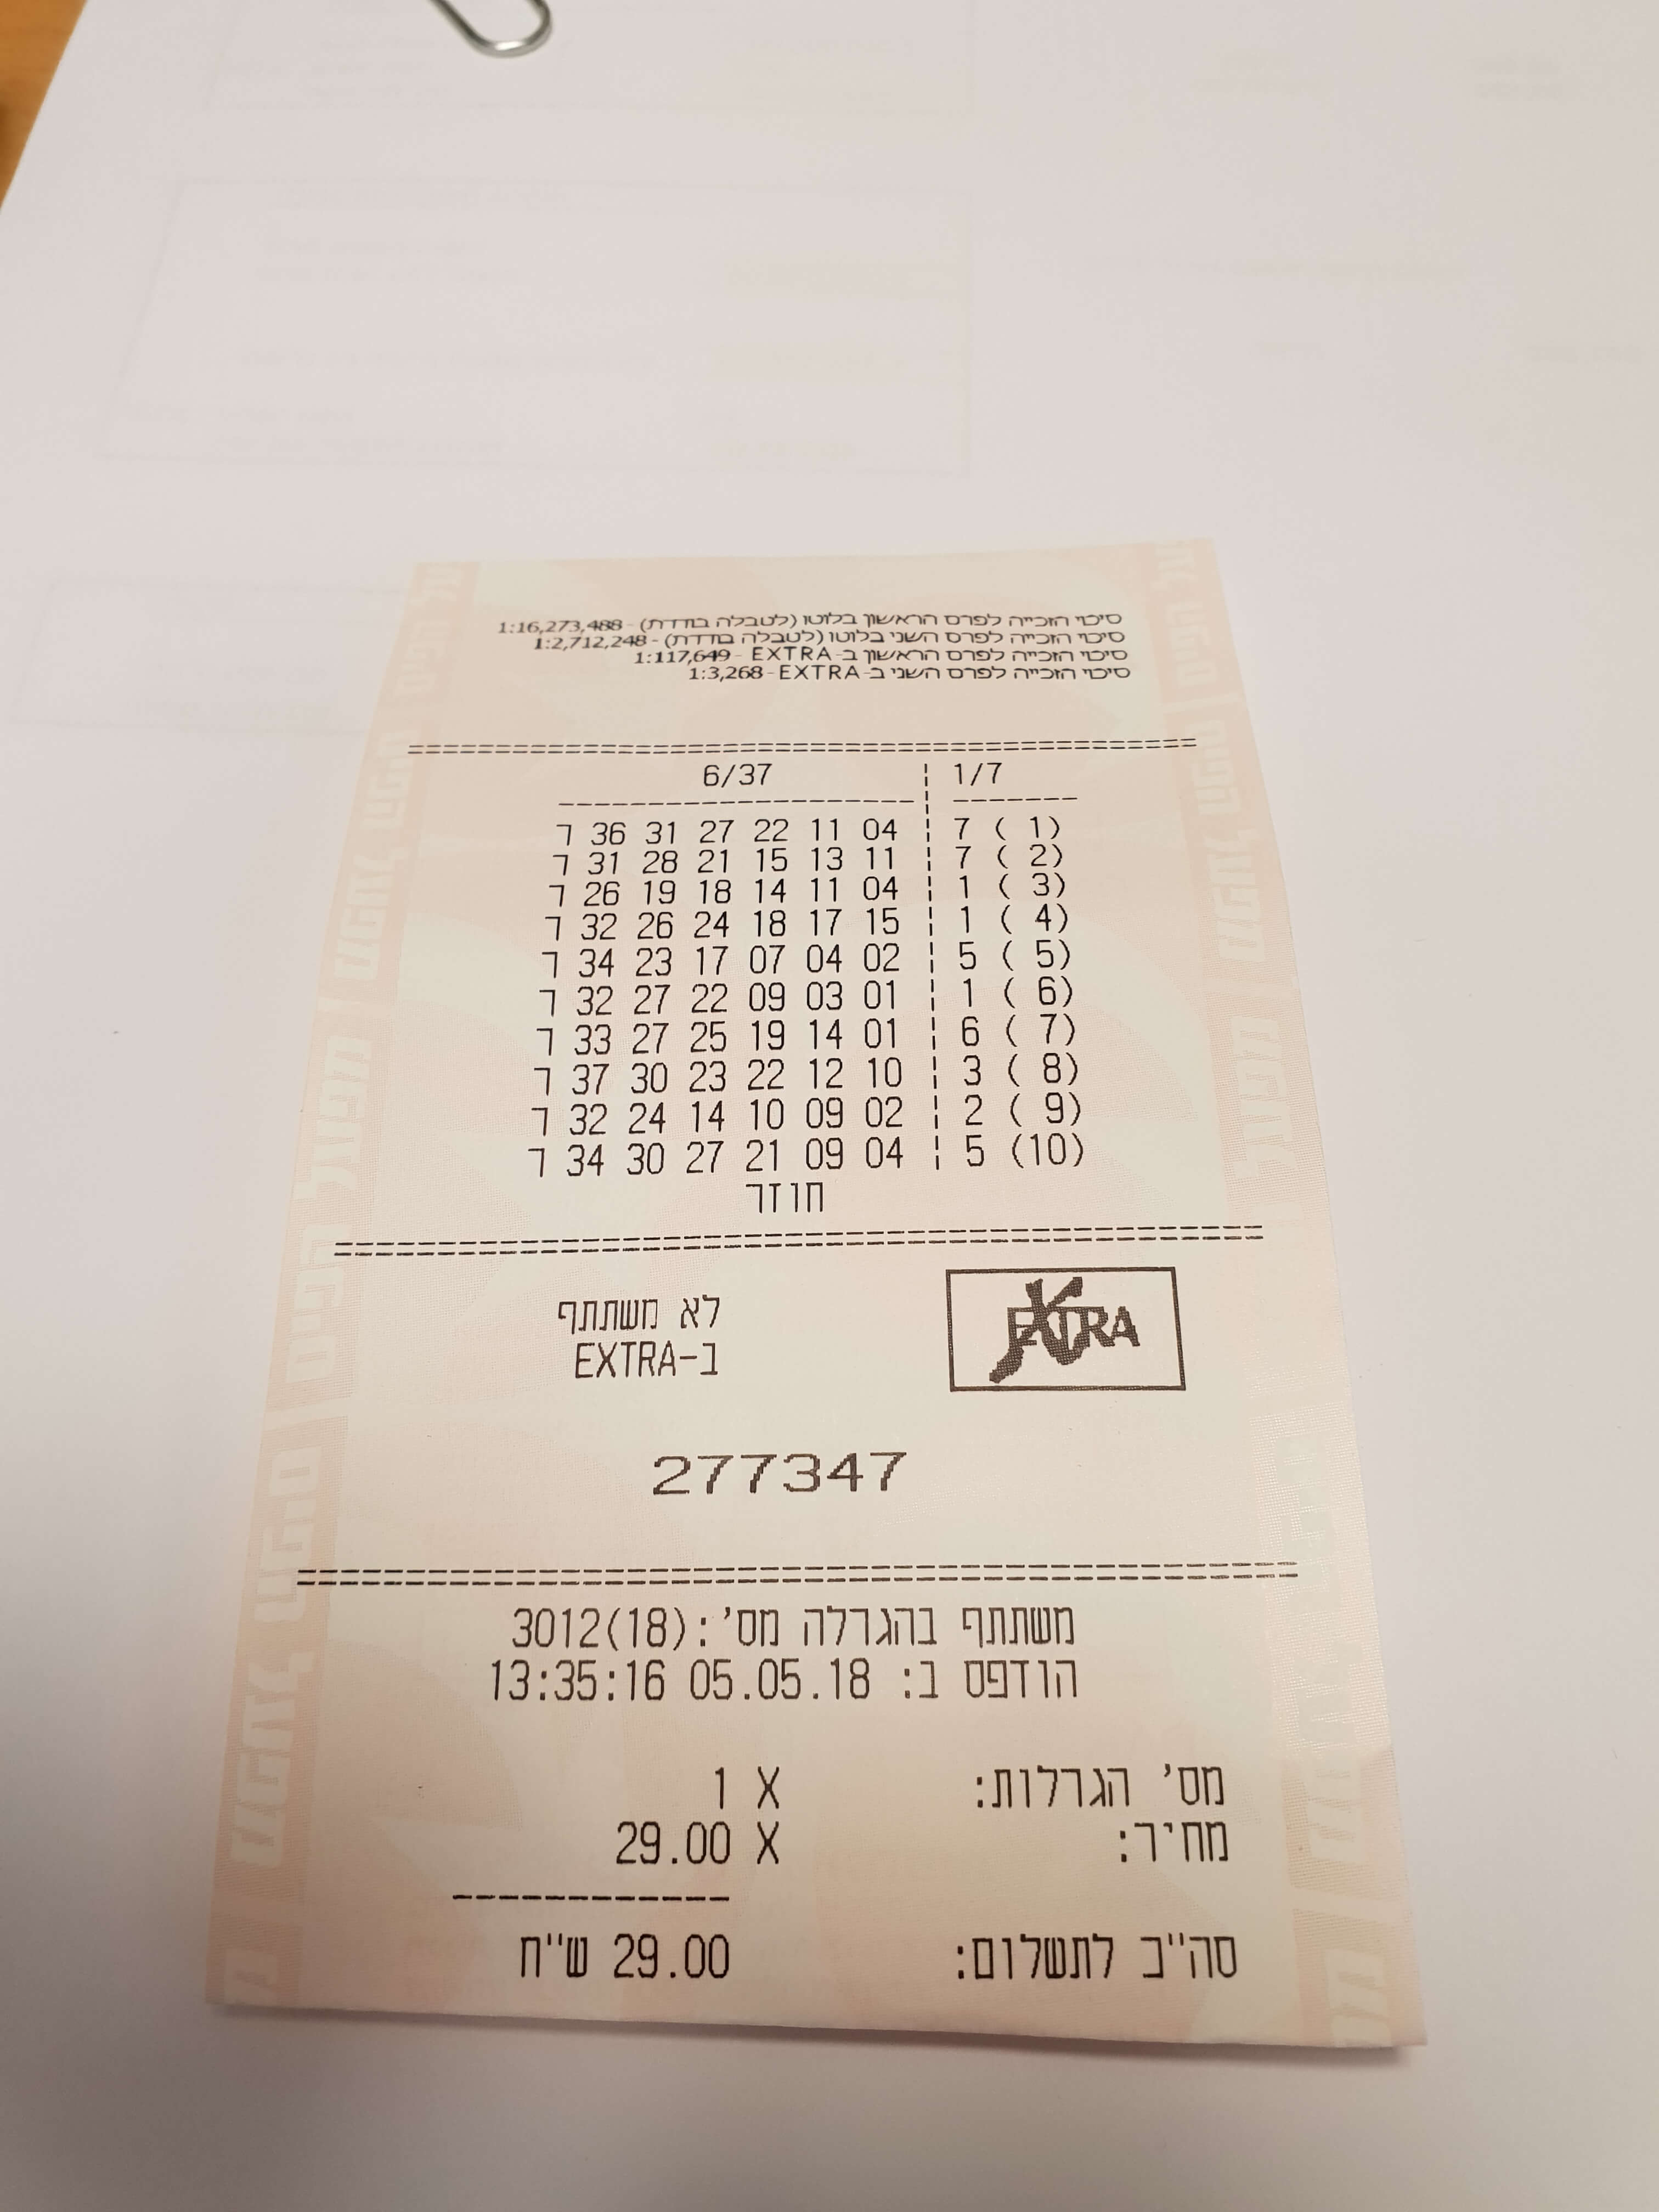 סיכוי הזכייה לפרס הראשון בלוטו (לטבלה בודדת) - 1:16,273,488
סיכוי הזכייה לפרס השני בלוטו (לטבלה בודדת) - 1:2,712,248
סיכוי הזכייה לפרס הראשון ב-EXTRA - 1:117,649
סיכוי הזכייה לפרס השני ב-EXTRA - 1:3,268
==========================================
6/37 ¦ 1/7
ך 36 31 27 22 11 04 ¦ 7 ( 1)
ך 31 28 21 15 13 11 ¦ 7 ( 2)
ך 26 19 18 14 11 04 ¦ 1 ( 3)
ך 32 26 24 18 17 15 ¦ 1 ( 4)
ך 34 23 17 07 04 02 ¦ 5 ( 5)
ך 32 27 22 09 03 01 ¦ 1 ( 6)
ך 33 27 25 19 14 01 ¦ 6 ( 7)
ך 37 30 23 22 12 10 ¦ 3 ( 8)
ך 32 24 14 10 09 02 ¦ 2 ( 9)
ך 34 30 27 21 09 04 ¦ 5 (10)
חוזר
==========================================
EXTRA
לא משתתף
ב-EXTRA
277347
==========================================
משתתף בהגרלה מס': 3012(18)
הודפס ב: 05.05.18 13:35:16
מס' הגרלות: X 1
מחיר: X 29.00
------------
סה"כ לתשלום: 29.00 ש"ח
מפעל הפיס